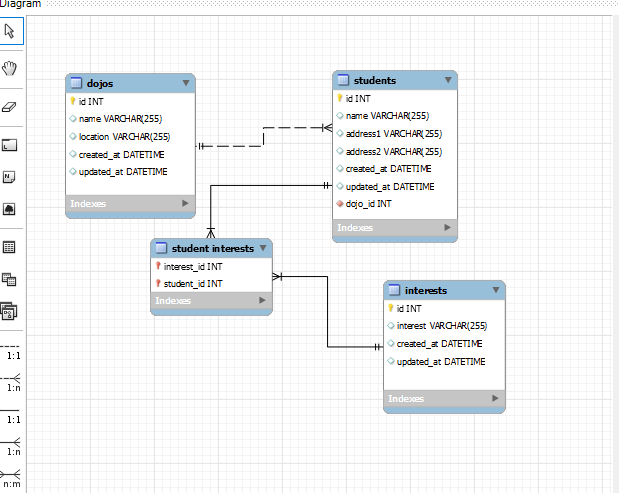 Diagram
dojos
id INT
name VARCHAR(255)
location VARCHAR(255)
created_at DATETIME
updated_at DATETIME
Indexes
students
id INT
name VARCHAR(255)
address1 VARCHAR(255)
address2 VARCHAR(255)
created_at DATETIME
updated_at DATETIME
dojo_id INT
Indexes
student interests
interest_id INT
student_id INT
Indexes
interests
id INT
interest VARCHAR(255)
created_at DATETIME
updated_at DATETIME
Indexes
1:1
1:n
1:1
1:n
n:m